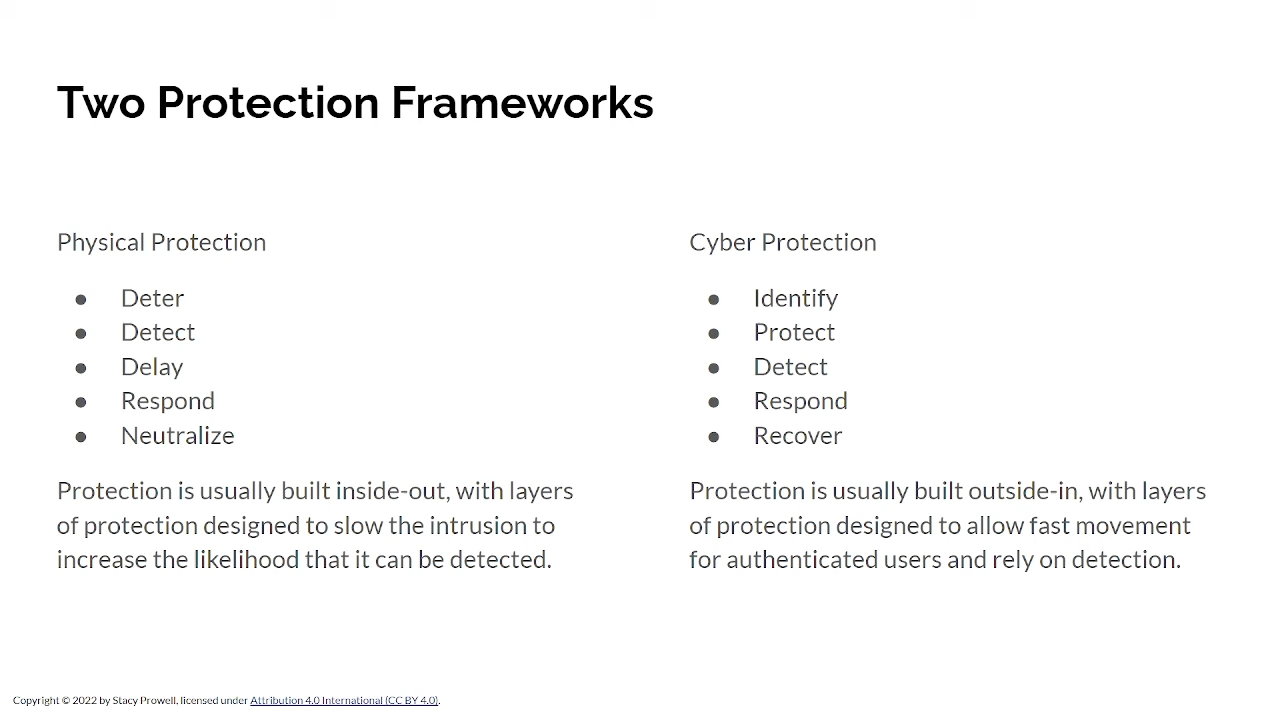 Two Protection Frameworks
Physical Protection
● Deter
● Detect
● Delay
● Respond
● Neutralize
Protection is usually built inside-out, with layers
of protection designed to slow the intrusion to
increase the likelihood that it can be detected.
Cyber Protection
● Identify
● Protect
● Detect
● Respond
● Recover
Protection is usually built outside-in, with layers
of protection designed to allow fast movement
for authenticated users and rely on detection.
Copyright © 2022 by Stacy Prowell, licensed under Attribution 4.0 International (CC BY 4.0).